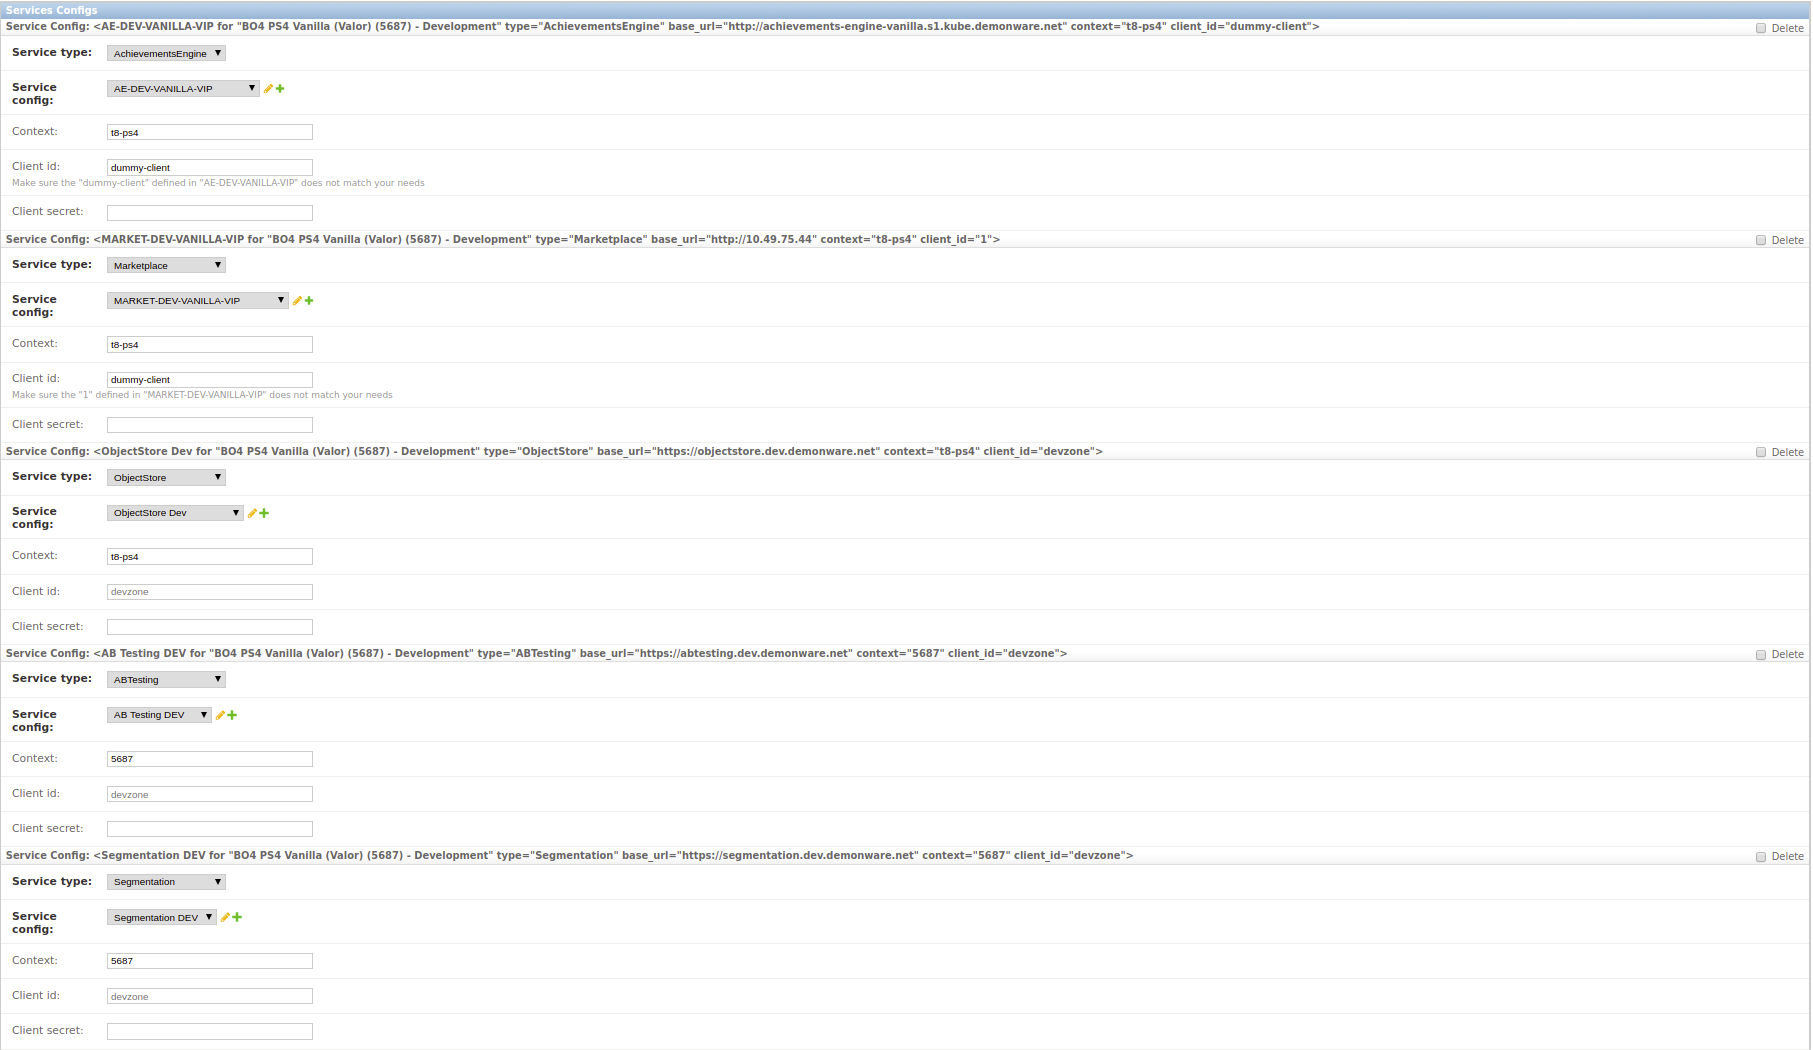 Services Configs
Service Config: <AE-DEV-VANILLA-VIP for "BO4 PS4 Vanilla (Valor) (5687) - Development" type="AchievementsEngine" base_url="http://achievements-engine-vanilla.s1.kube.demonware.net" context="t8-ps4" client_id="dummy-client"> Delete
Service type: AchievementsEngine
Service config: AE-DEV-VANILLA-VIP
Context: t8-ps4
Client id: dummy-client
Make sure the "dummy-client" defined in "AE-DEV-VANILLA-VIP" does not match your needs
Client secret:
Service Config: <MARKET-DEV-VANILLA-VIP for "BO4 PS4 Vanilla (Valor) (5687) - Development" type="Marketplace" base_url="http://10.49.75.44" context="t8-ps4" client_id="1"> Delete
Service type: Marketplace
Service config: MARKET-DEV-VANILLA-VIP
Context: t8-ps4
Client id: dummy-client
Make sure the "1" defined in "MARKET-DEV-VANILLA-VIP" does not match your needs
Client secret:
Service Config: <ObjectStore Dev for "BO4 PS4 Vanilla (Valor) (5687) - Development" type="ObjectStore" base_url="https://objectstore.dev.demonware.net" context="t8-ps4" client_id="devzone"> Delete
Service type: ObjectStore
Service config: ObjectStore Dev
Context: t8-ps4
Client id: devzone
Client secret:
Service Config: <AB Testing DEV for "BO4 PS4 Vanilla (Valor) (5687) - Development" type="ABTesting" base_url="https://abtesting.dev.demonware.net" context="5687" client_id="devzone"> Delete
Service type: ABTesting
Service config: AB Testing DEV
Context: 5687
Client id: devzone
Client secret:
Service Config: <Segmentation DEV for "BO4 PS4 Vanilla (Valor) (5687) - Development" type="Segmentation" base_url="https://segmentation.dev.demonware.net" context="5687" client_id="devzone"> Delete
Service type: Segmentation
Service config: Segmentation DEV
Context: 5687
Client id: devzone
Client secret: